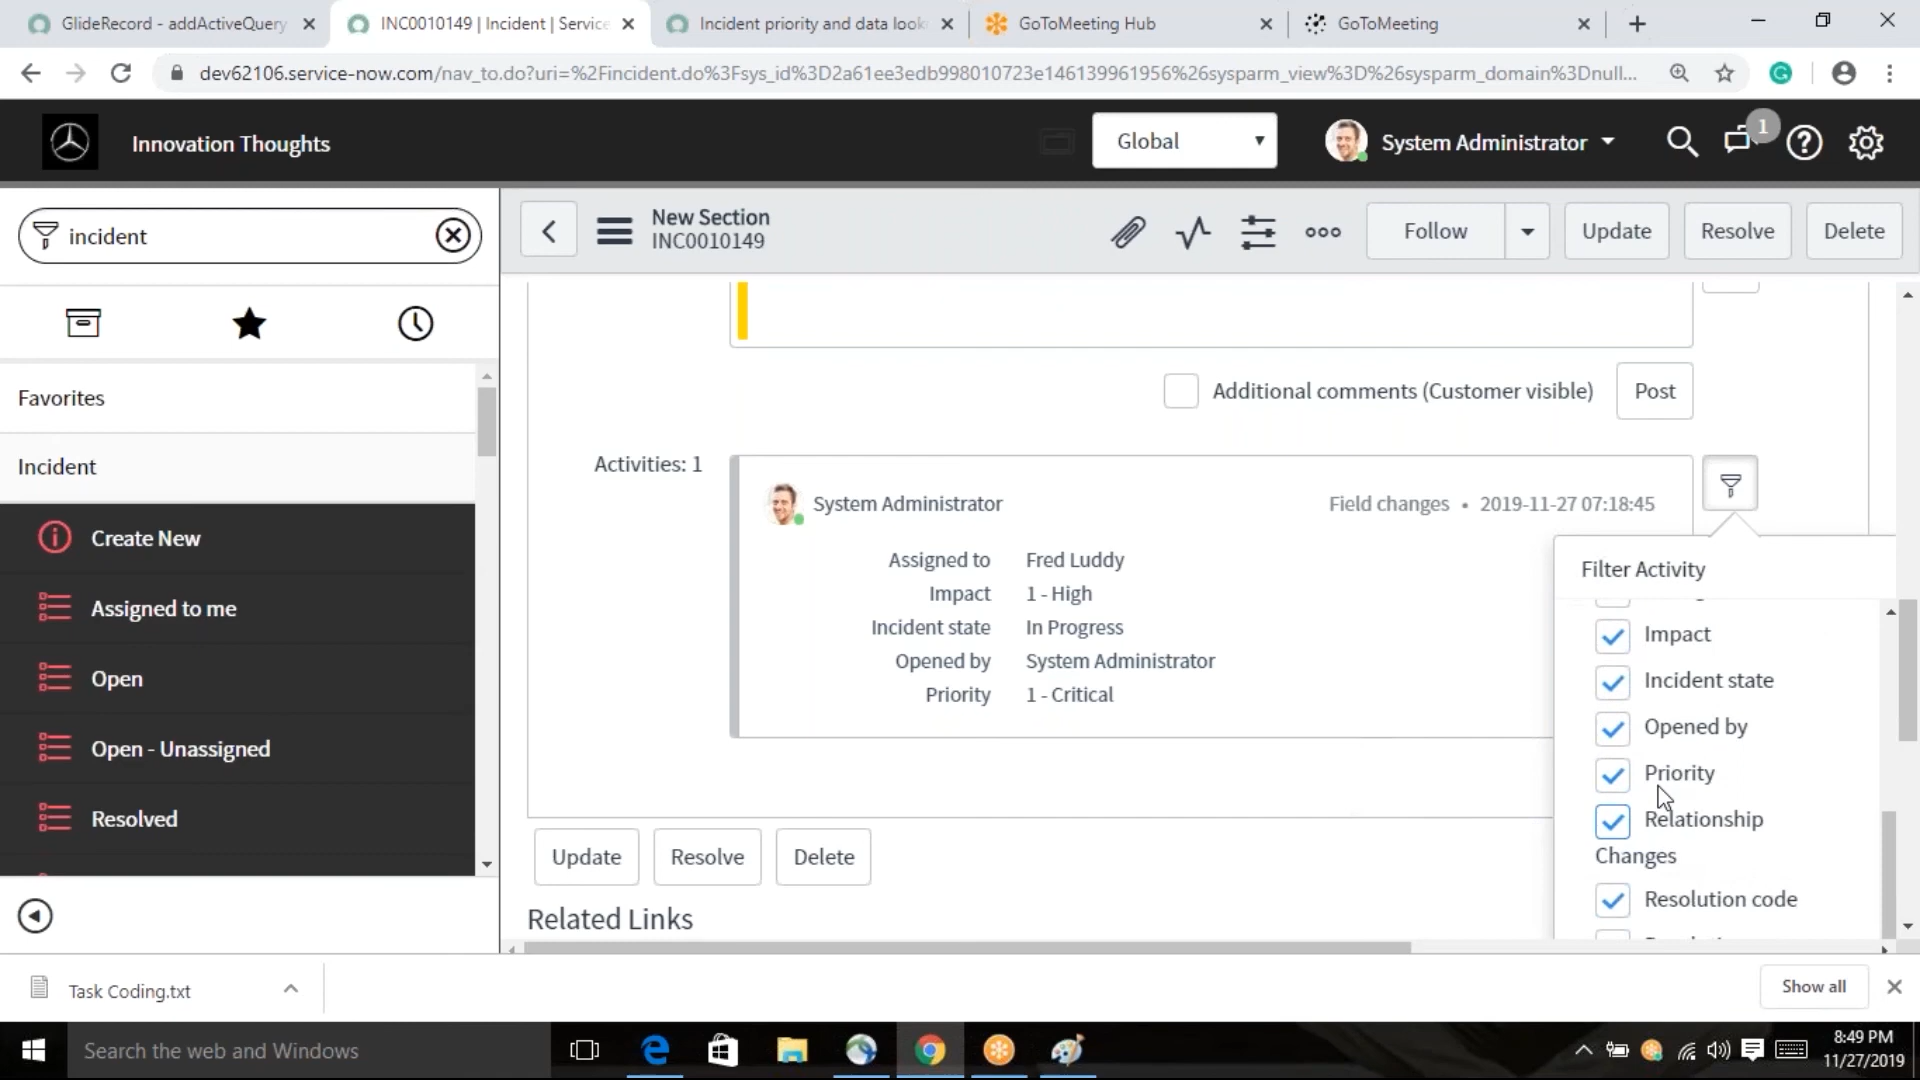 GlideRecord - addActiveQuery
INC0010149 | Incident | Service
Incident priority and data look
GoToMeeting Hub
GoToMeeting
dev62106.service-now.com/nav_to.do?uri=%2Fincident.do%3Fsys_id%3D2a61ee3edb998010723e146139961956%26sysparm_view%3D%26sysparm_domain%3Dnull...
Innovation Thoughts
Global
System Administrator
1
incident
New Section
INC0010149
Follow
Update
Resolve
Delete
Favorites
Incident
Create New
Assigned to me
Open
Open - Unassigned
Resolved
Additional comments (Customer visible)
Post
Activities: 1
System Administrator
Field changes • 2019-11-27 07:18:45
Assigned to Fred Luddy
Impact 1 - High
Incident state In Progress
Opened by System Administrator
Priority 1 - Critical
Filter Activity
Impact
Incident state
Opened by
Priority
Relationship
Changes
Resolution code
Update
Resolve
Delete
Related Links
Task Coding.txt
Show all
Search the web and Windows
8:49 PM
11/27/2019